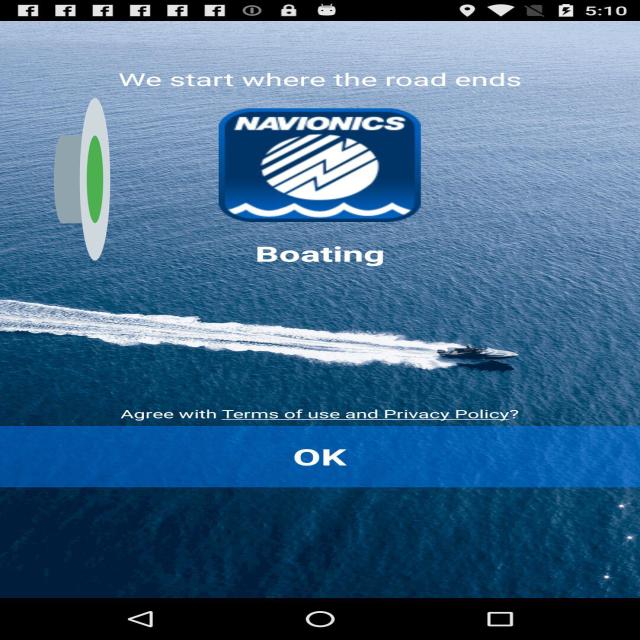 5:10
We start where the road ends
NAVIONICS
Boating
Agree with Terms of use and Privacy Policy?
OK